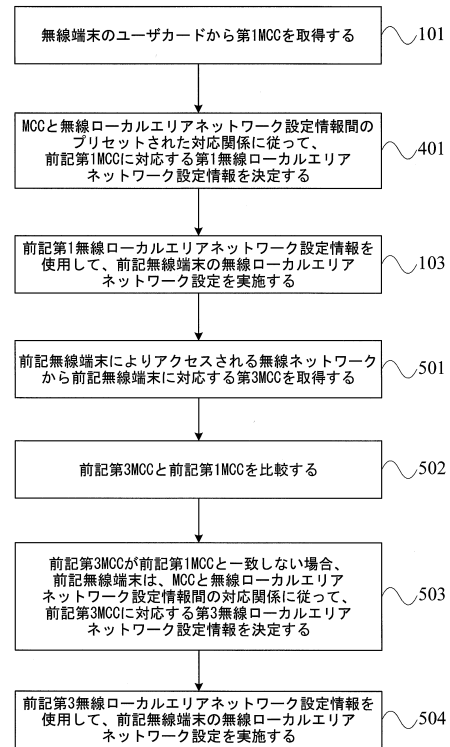 無線端末のユーザカードから第1MCCを取得する
101
MCCと無線ローカルエリアネットワーク設定情報間の
プリセットされた対応関係に従って、
前記第1MCCに対応する第1無線ローカルエリア
ネットワーク設定情報を決定する
401
前記第1無線ローカルエリアネットワーク設定情報を
使用して、前記無線端末の無線ローカルエリア
ネットワーク設定を実施する
103
前記無線端末によりアクセスされる無線ネットワーク
から前記無線端末に対応する第3MCCを取得する
501
前記第3MCCと前記第1MCCを比較する
502
前記第3MCCが前記第1MCCと一致しない場合、
前記無線端末は、MCCと無線ローカルエリア
ネットワーク設定情報間の対応関係に従って、
前記第3MCCに対応する第3無線ローカルエリア
ネットワーク設定情報を決定する
503
前記第3無線ローカルエリアネットワーク設定情報を
使用して、前記無線端末の無線ローカルエリア
ネットワーク設定を実施する
504